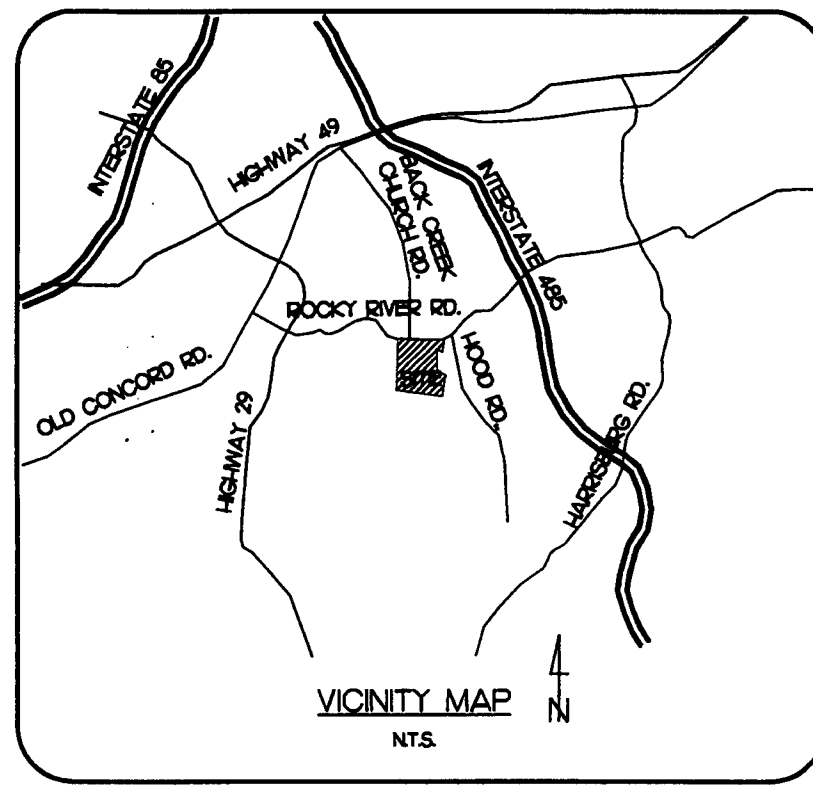 INTERSTATE 85
HIGHWAY 49
BACK CREEK
CHURCH RD.
INTERSTATE 485
ROCKY RIVER RD.
OLD CONCORD RD.
HIGHWAY 29
SITE
HOOD RD.
HARRISBURG RD.
VICINITY MAP
N
N.T.S.